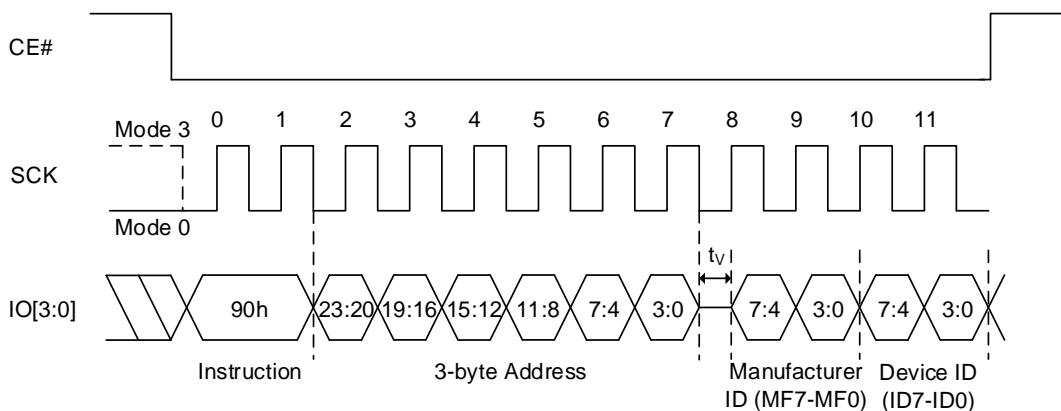 CE#
0 1 2 3 4 5 6 7 8 9 10 11
Mode 3
SCK
Mode 0
tV
IO[3:0] 90h 23:20 19:16 15:12 11:8 7:4 3:0 7:4 3:0 7:4 3:0
Instruction 3-byte Address Manufacturer Device ID
ID (MF7-MF0) (ID7-ID0)